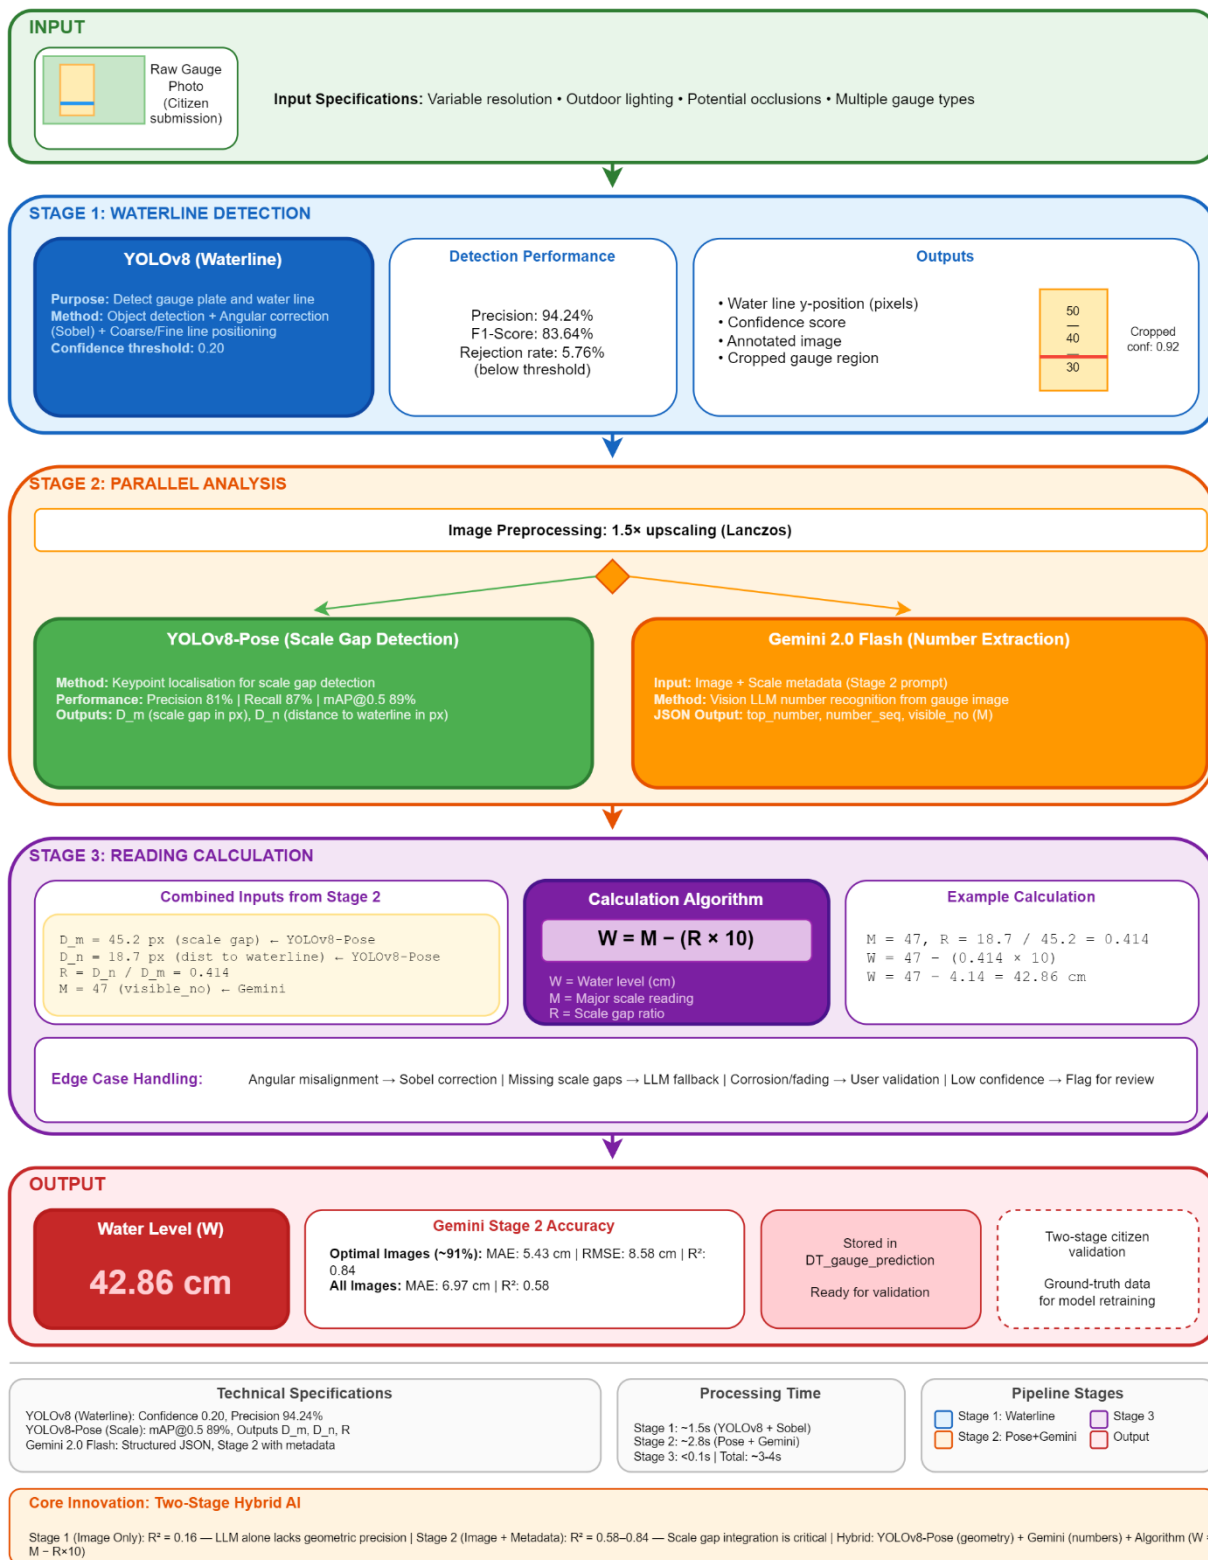 INPUT
Raw Gauge
Photo
(Citizen
submission)
Input Specifications: Variable resolution • Outdoor lighting • Potential occlusions • Multiple gauge types
STAGE 1: WATERLINE DETECTION
YOLOv8 (Waterline)
Purpose: Detect gauge plate and water line
Method: Object detection + Angular correction
(Sobel) + Coarse/Fine line positioning
Confidence threshold: 0.20
Detection Performance
Precision: 94.24%
F1-Score: 83.64%
Rejection rate: 5.76%
(below threshold)
Outputs
• Water line y-position (pixels)
• Confidence score
• Annotated image
• Cropped gauge region
50
40
30
Cropped
conf: 0.92
STAGE 2: PARALLEL ANALYSIS
Image Preprocessing: 1.5× upscaling (Lanczos)
YOLOv8-Pose (Scale Gap Detection)
Method: Keypoint localisation for scale gap detection
Performance: Precision 81% | Recall 87% | mAP@0.5 89%
Outputs: D_m (scale gap in px), D_n (distance to waterline in px)
Gemini 2.0 Flash (Number Extraction)
Input: Image + Scale metadata (Stage 2 prompt)
Method: Vision LLM number recognition from gauge image
JSON Output: top_number, number_seq, visible_no (M)
STAGE 3: READING CALCULATION
Combined Inputs from Stage 2
D_m = 45.2 px (scale gap) ← YOLOv8-Pose
D_n = 18.7 px (dist to waterline) ← YOLOv8-Pose
R = D_n / D_m = 0.414
M = 47 (visible_no) ← Gemini
Calculation Algorithm
W = M − (R × 10)
W = Water level (cm)
M = Major scale reading
R = Scale gap ratio
Example Calculation
M = 47, R = 18.7 / 45.2 = 0.414
W = 47 − (0.414 × 10)
W = 47 − 4.14 = 42.86 cm
Edge Case Handling:
Angular misalignment → Sobel correction | Missing scale gaps → LLM fallback | Corrosion/fading → User validation | Low confidence → Flag for review
OUTPUT
Water Level (W)
42.86 cm
Gemini Stage 2 Accuracy
Optimal Images (~91%): MAE: 5.43 cm | RMSE: 8.58 cm | R²:
0.84
All Images: MAE: 6.97 cm | R²: 0.58
Stored in
DT_gauge_prediction
Ready for validation
Two-stage citizen
validation
Ground-truth data
for model retraining
Technical Specifications
YOLOv8 (Waterline): Confidence 0.20, Precision 94.24%
YOLOv8-Pose (Scale): mAP@0.5 89%, Outputs D_m, D_n, R
Gemini 2.0 Flash: Structured JSON, Stage 2 with metadata
Processing Time
Stage 1: ~1.5s (YOLO8 + Sobel)
Stage 2: ~2.8s (Pose + Gemini)
Stage 3: <0.1s | Total: ~3-4s
Pipeline Stages
Stage 1: Waterline
Stage 3
Stage 2: Pose+Gemini
Output
Core Innovation: Two-Stage Hybrid AI
Stage 1 (Image Only): R² = 0.16 — LLM alone lacks geometric precision | Stage 2 (Image + Metadata): R² = 0.58–0.84 — Scale gap integration is critical | Hybrid: YOLOv8-Pose (geometry) + Gemini (numbers) + Algorithm (W =
M − R×10)